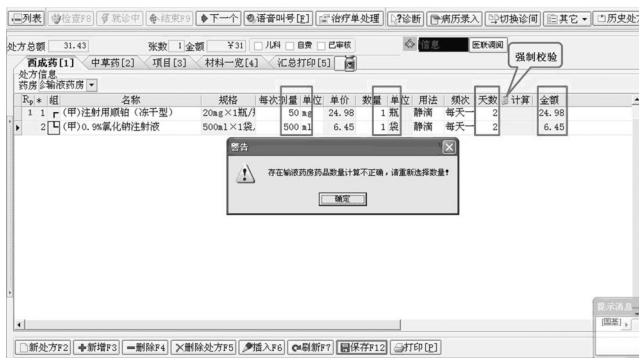 列表 就诊中 结束F9 下一个 语音叫号[P] 治疗单处理 诊断 病历录入 切换诊间 其它 历史处
处方总额 31.43 张数 1 金额 ¥31 儿科 自费 已审核 信息 医联调阅
强制校验
西成药[1] 中草药[2] 项目[3] 材料一览[4] 汇总打印[5]
处方信息
药房 输液药房
Rp * 组 名称 规格 每次剂量 单位 单价 数量 单位 用法 频次 天数 计算 金额
1 1 (甲)注射用顺铂(冻干型) 20mg×1瓶/ 50 mg 24.98 1 瓶 静滴 每天一 2 24.98
2 (甲)0.9%氯化钠注射液 500ml×1袋 500 ml 6.45 1 袋 静滴 每天一 2 6.45
警告
存在输液药房药品数量计算不正确,请重新选择数量!
确定
提示消息
新处方F2 新增F3 删除F4 删除处方F5 插入F6 刷新F7 保存F12 打印[P]